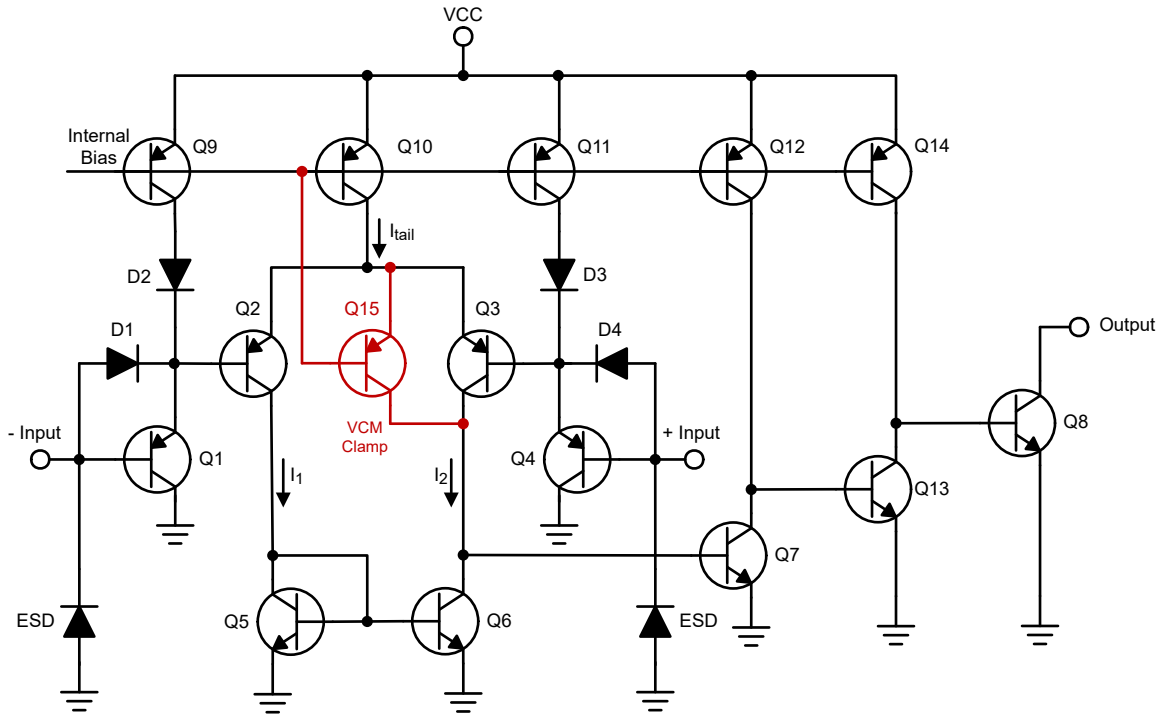 VCC
Internal
Bias
Q9
Q10
Q11
Q12
Q14
Itail
D2
D3
Q2
Q15
Q3
D1
D4
Output
VCM
Clamp
- Input
Q1
I1
I2
Q4
+ Input
Q8
Q13
Q7
ESD
Q5
Q6
ESD